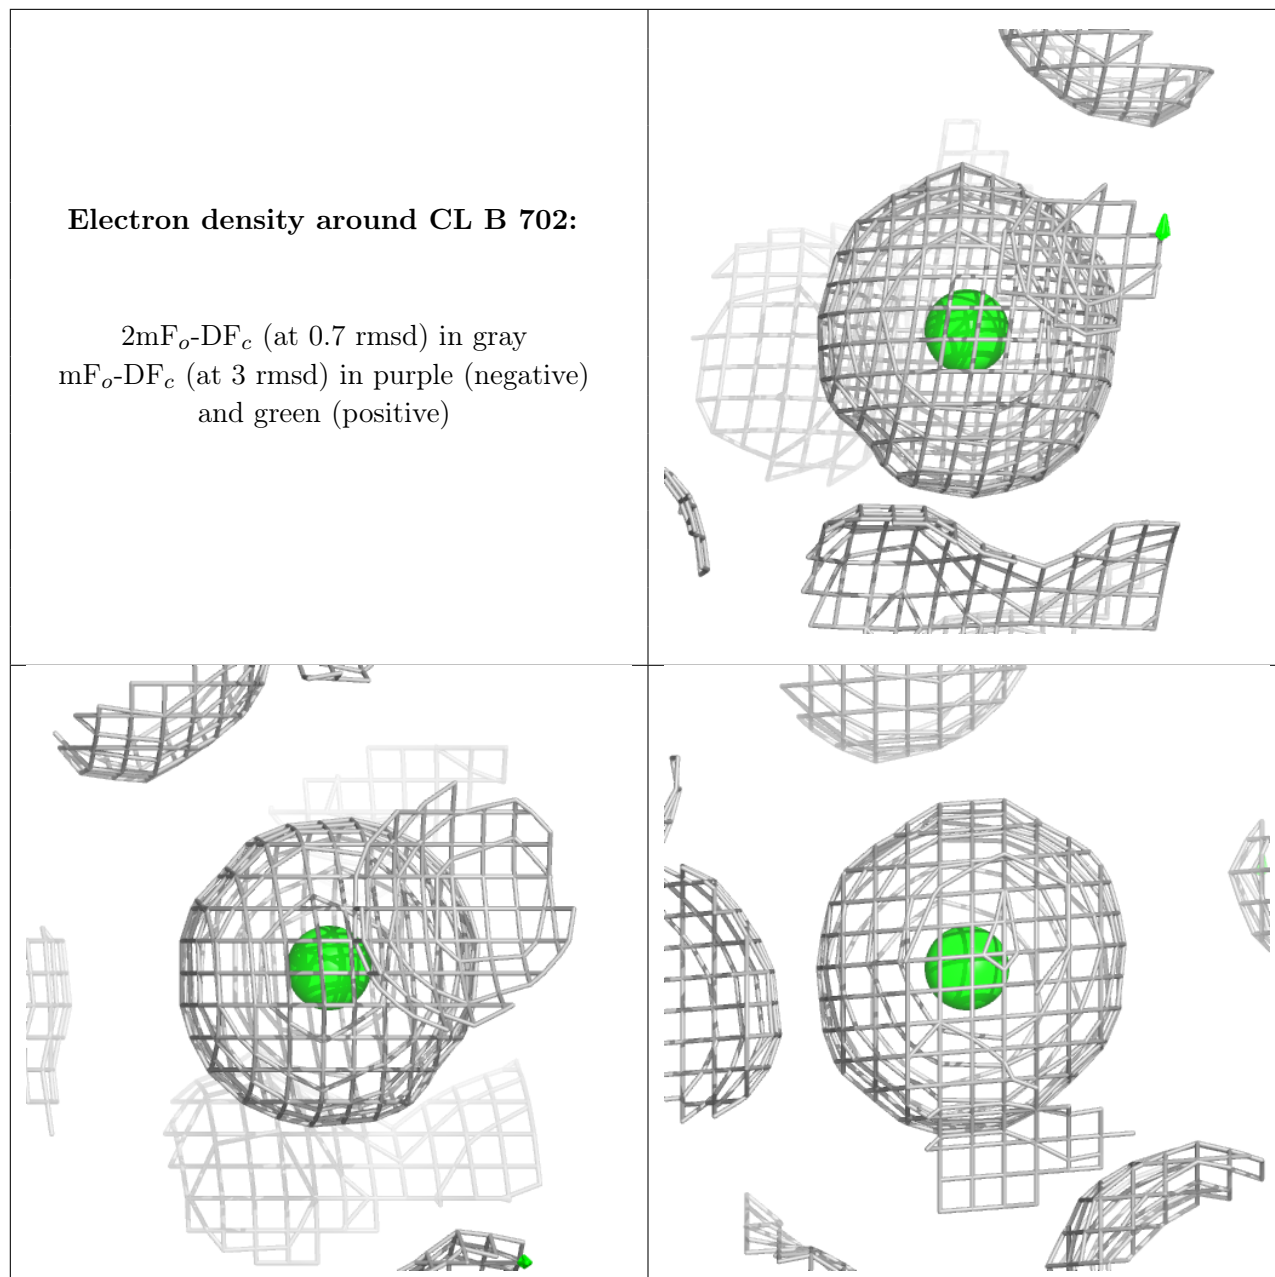 Electron density around CL B 702:
2mFo-DFc (at 0.7 rmsd) in gray
mFo-DFc (at 3 rmsd) in purple (negative)
and green (positive)